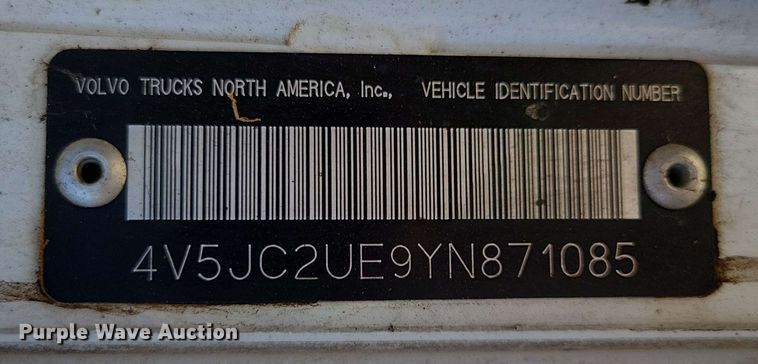 VOLVO TRUCKS NORTH AMERICA, Inc., VEHICLE IDENTIFICATION NUMBER
4V5JC2UE9YN871085
Purple Wave Auction